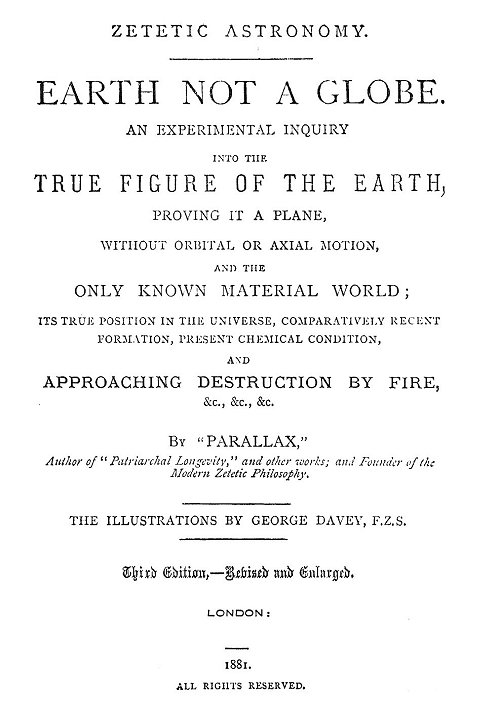 ZETETIC ASTRONOMY.
EARTH NOT A GLOBE.
AN EXPERIMENTAL INQUIRY
INTO THE
TRUE FIGURE OF THE EARTH,
PROVING IT A PLANE,
WITHOUT ORBITAL OR AXIAL MOTION,
AND THE
ONLY KNOWN MATERIAL WORLD;
ITS TRUE POSITION IN THE UNIVERSE, COMPARATIVELY RECENT
FORMATION, PRESENT CHEMICAL CONDITION,
AND
APPROACHING DESTRUCTION BY FIRE,
&c., &c., &c.
BY "PARALLAX,"
Author of "Patriarchal Longevity," and other works; and Founder of the
Modern Zetetic Philosophy.
THE ILLUSTRATIONS BY GEORGE DAVEY, F.Z.S.
Third Edition,—Revised and Enlarged.
LONDON:
1881.
ALL RIGHTS RESERVED.